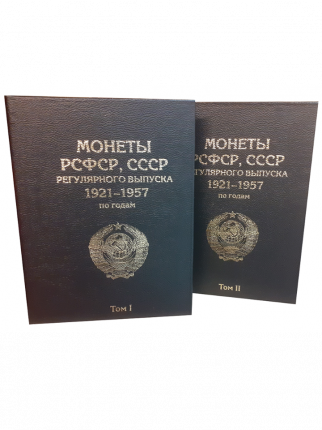 МОНЕТЫ
РСФСР, СССР
РЕГУЛЯРНОГО ВЫПУСКА
1921–1957
ПО ГОДАМ
Том I
МОНЕТЫ
РСФСР, СССР
ГУЛЯРНОГО ВЫПУСКА
1921–1957
ПО ГОДАМ
Том II